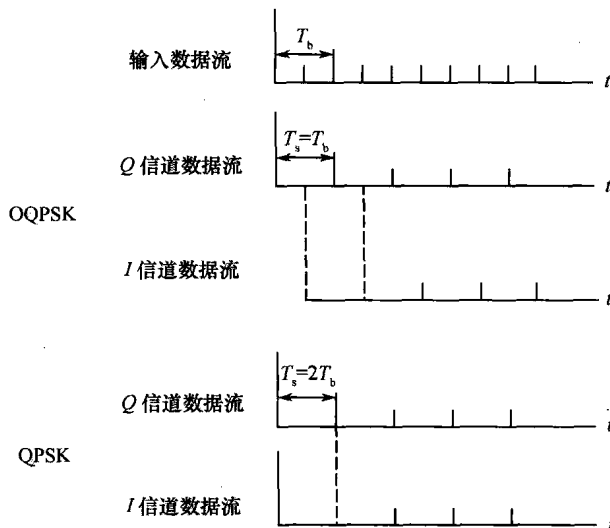 T_b
输入数据流
t
T_s=T_b
Q 信道数据流
t
OQPSK
I 信道数据流
t
T_s=2T_b
Q 信道数据流
t
QPSK
I 信道数据流